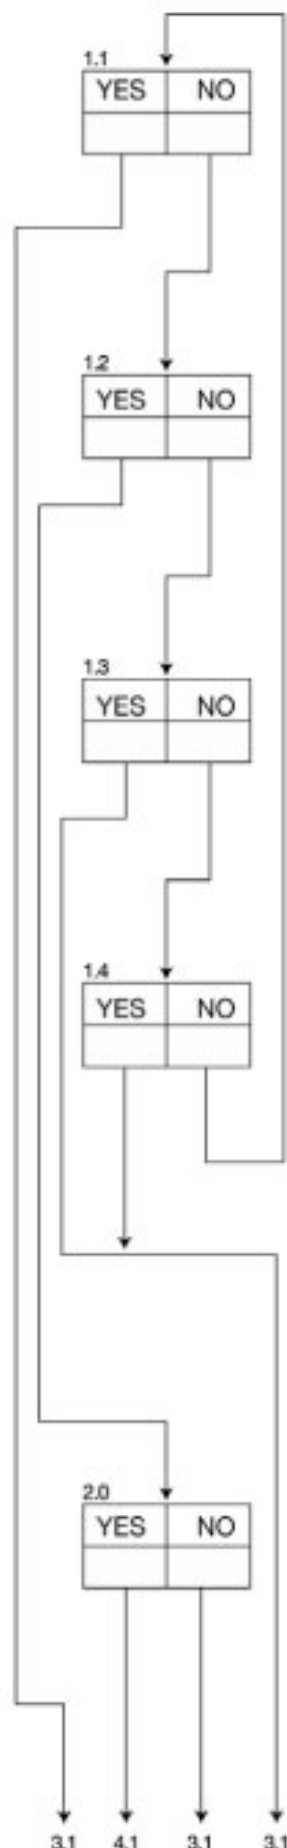 1.1
YES NO
1.2
YES NO
1.3
YES NO
1.4
YES NO
2.0
YES NO
3.1 4.1 3.1 3.1